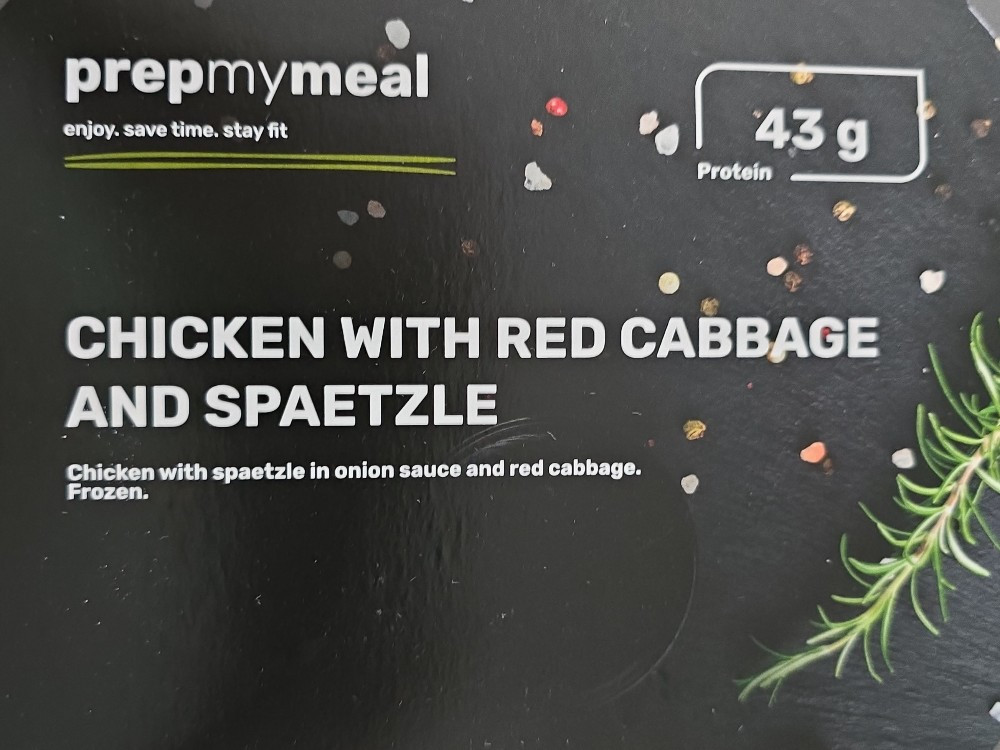 prepmymeal
enjoy. save time. stay fit
43 g
Protein
CHICKEN WITH RED CABBAGE
AND SPAETZLE
Chicken with spaetzle in onion sauce and red cabbage.
Frozen.